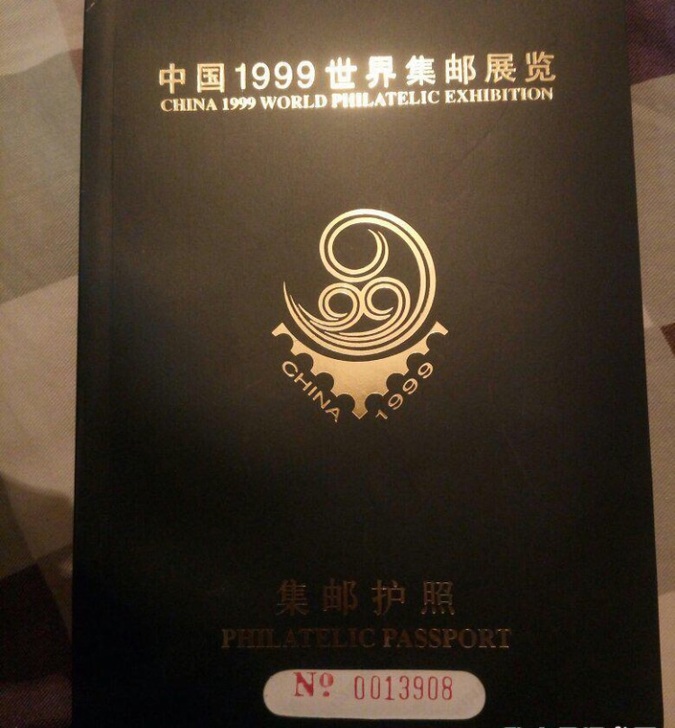 中国1999世界集邮展览
CHINA 1999 WORLD PHILATELIC EXHIBITION
CHINA 1999
集邮护照
PHILATELIC PASSPORT
Nº 0013908